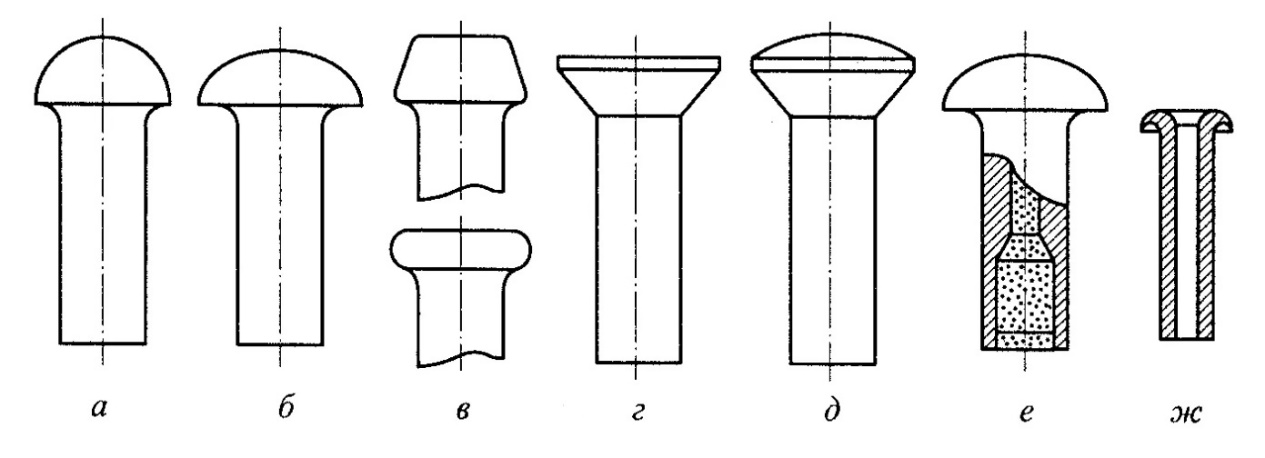 а б в г д е ж